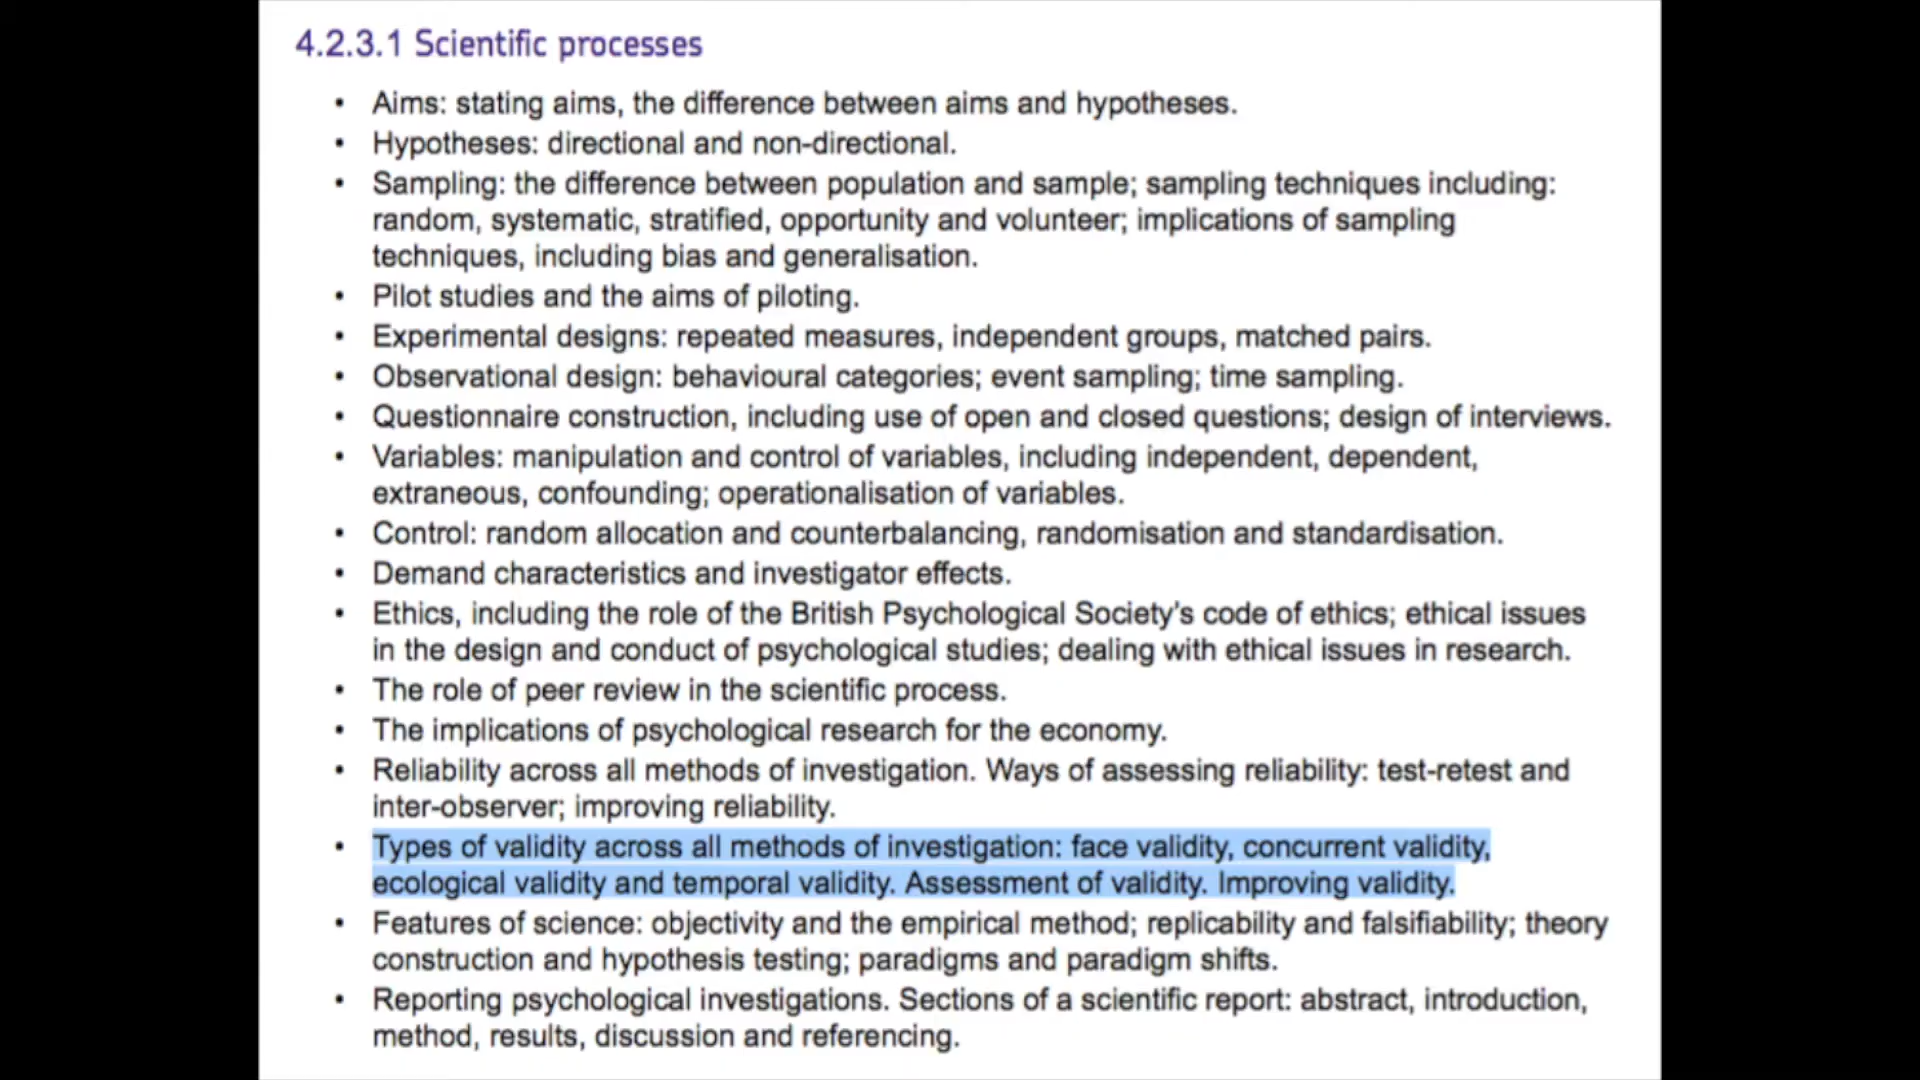 4.2.3.1 Scientific processes
• Aims: stating aims, the difference between aims and hypotheses.
• Hypotheses: directional and non-directional.
• Sampling: the difference between population and sample; sampling techniques including:
random, systematic, stratified, opportunity and volunteer; implications of sampling
techniques, including bias and generalisation.
• Pilot studies and the aims of piloting.
• Experimental designs: repeated measures, independent groups, matched pairs.
• Observational design: behavioural categories; event sampling; time sampling.
• Questionnaire construction, including use of open and closed questions; design of interviews.
• Variables: manipulation and control of variables, including independent, dependent,
extraneous, confounding; operationalisation of variables.
• Control: random allocation and counterbalancing, randomisation and standardisation.
• Demand characteristics and investigator effects.
• Ethics, including the role of the British Psychological Society's code of ethics; ethical issues
in the design and conduct of psychological studies; dealing with ethical issues in research.
• The role of peer review in the scientific process.
• The implications of psychological research for the economy.
• Reliability across all methods of investigation. Ways of assessing reliability: test-retest and
inter-observer; improving reliability.
• Types of validity across all methods of investigation: face validity, concurrent validity,
ecological validity and temporal validity. Assessment of validity. Improving validity.
• Features of science: objectivity and the empirical method; replicability and falsifiability; theory
construction and hypothesis testing; paradigms and paradigm shifts.
• Reporting psychological investigations. Sections of a scientific report: abstract, introduction,
method, results, discussion and referencing.